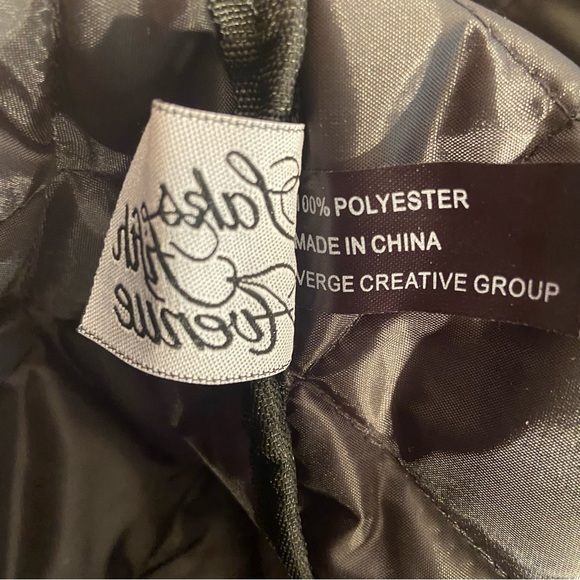 Saks
Fifth
Avenue
100% POLYESTER
MADE IN CHINA
VERGE CREATIVE GROUP